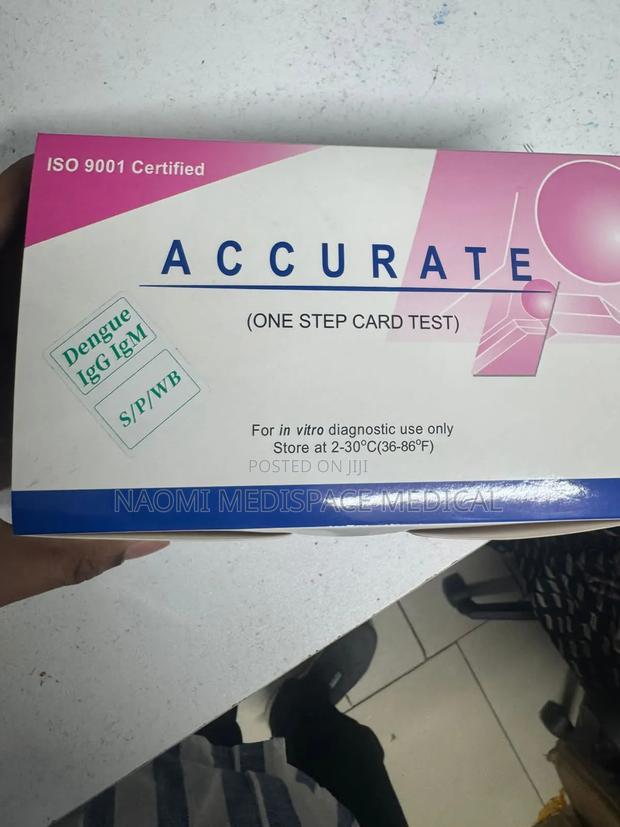 ISO 9001 Certified
ACCURATE
(ONE STEP CARD TEST)
Dengue
IgG IgM
S/P/WB
For in vitro diagnostic use only
Store at 2-30°C(36-86°F)
POSTED ON JIJI
NAOMI MEDISPACE MEDICAL